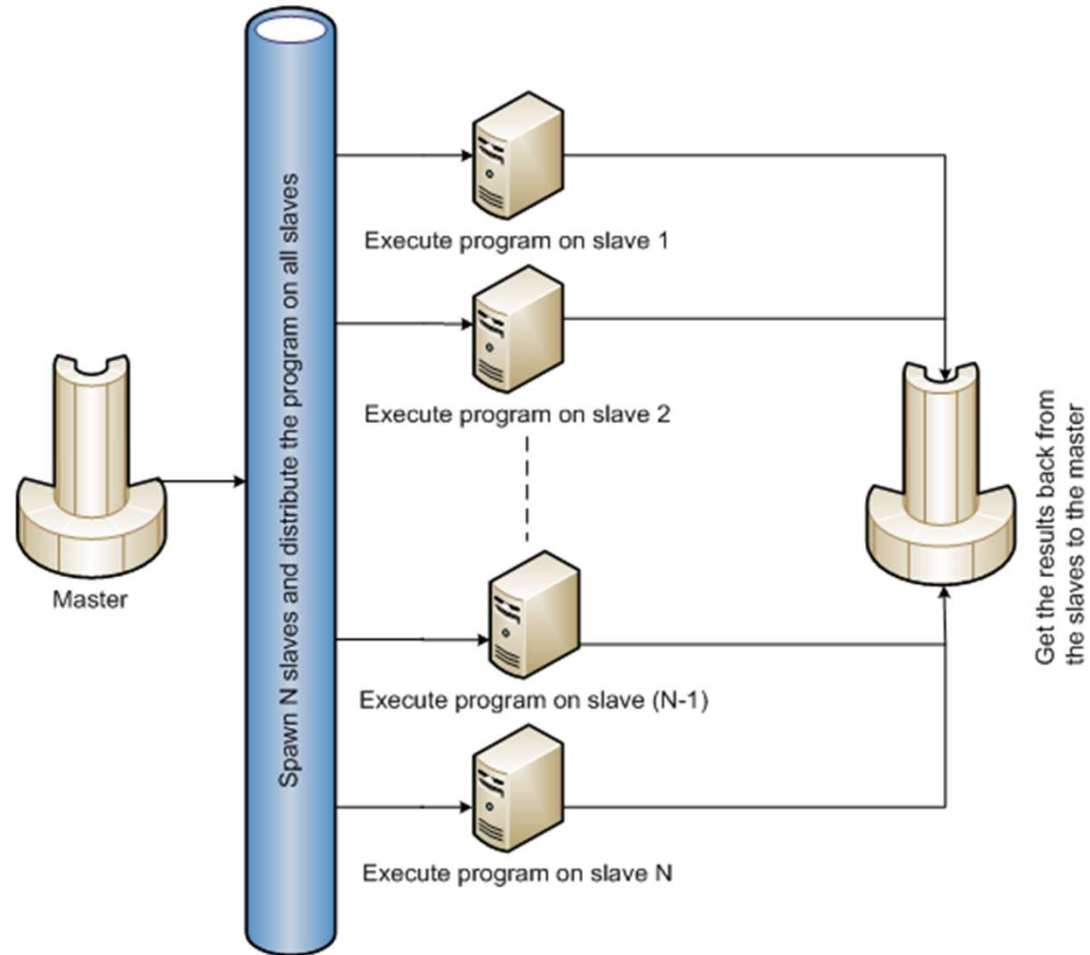 Master
Spawn N slaves and distribute the program on all slaves
Execute program on slave 1
Execute program on slave 2
Execute program on slave (N-1)
Execute program on slave N
Get the results back from
the slaves to the master